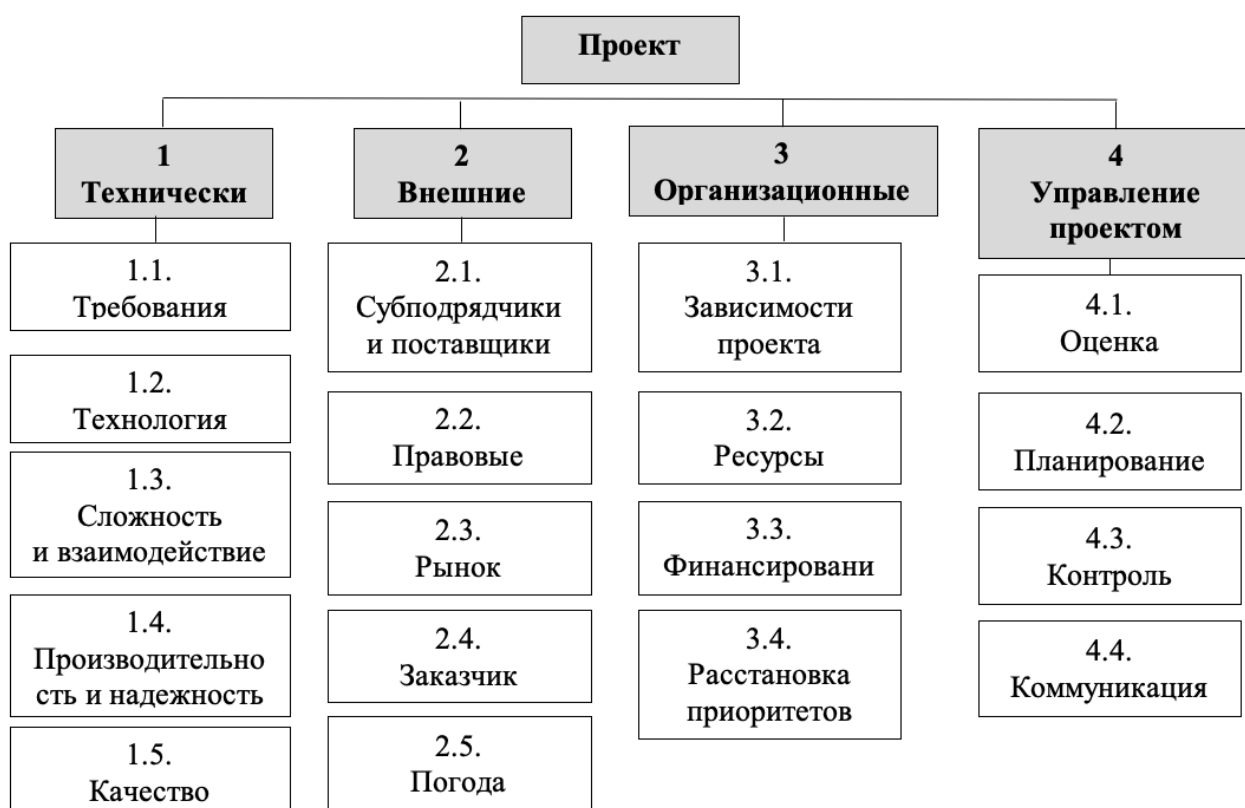 Проект
1
Технически
1.1.
Требования
1.2.
Технология
1.3.
Сложность
и взаимодействие
1.4.
Производительно
сть и надежность
1.5.
Качество
2
Внешние
2.1.
Субподрядчики
и поставщики
2.2.
Правовые
2.3.
Рынок
2.4.
Заказчик
2.5.
Погода
3
Организационные
3.1.
Зависимости
проекта
3.2.
Ресурсы
3.3.
Финансировани
3.4.
Расстановка
приоритетов
4
Управление
проектом
4.1.
Оценка
4.2.
Планирование
4.3.
Контроль
4.4.
Коммуникация